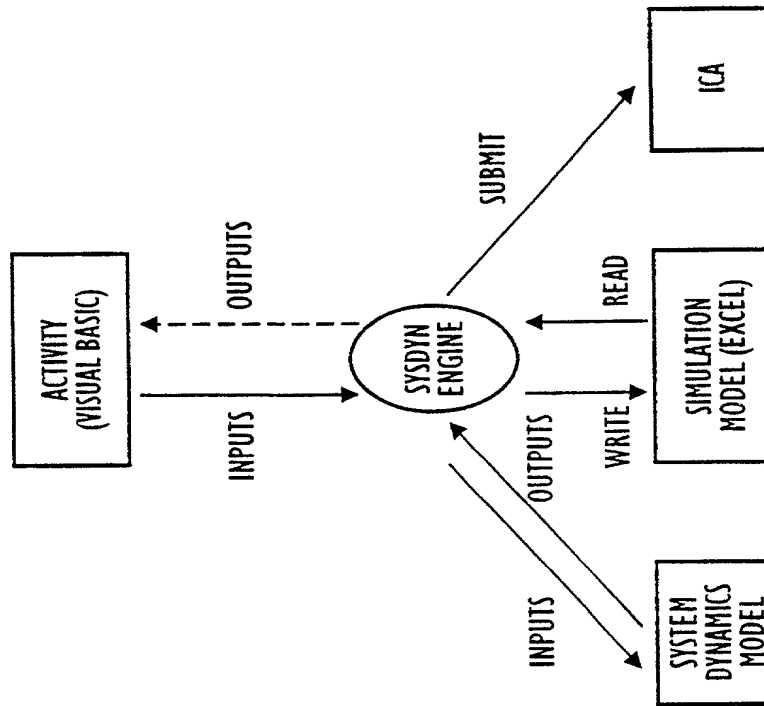 ACTIVITY
(VISUAL BASIC)
INPUTS
OUTPUTS
SYSDYN
ENGINE
SUBMIT
INPUTS
OUTPUTS
WRITE
READ
SYSTEM
DYNAMICS
MODEL
SIMULATION
MODEL (EXCEL)
ICA